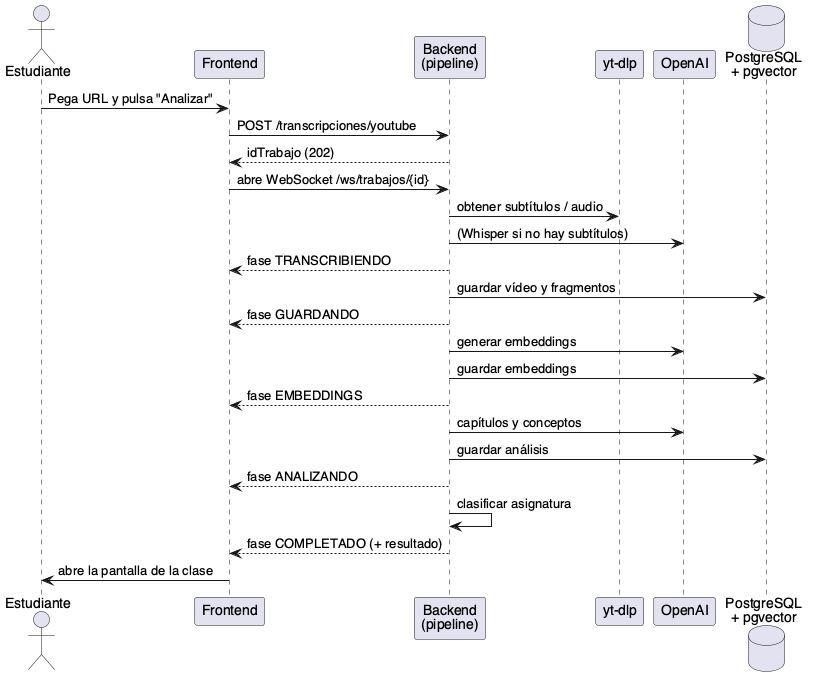 Estudiante
Frontend
Backend
(pipeline)
yt-dlp
OpenAI
PostgreSQL
+ pgvector
Pega URL y pulsa "Analizar"
POST /transcripciones/youtube
idTrabajo (202)
abre WebSocket /ws/trabajos/{id}
obtener subtítulos / audio
(Whisper si no hay subtítulos)
fase TRANSCRIBIENDO
guardar vídeo y fragmentos
fase GUARDANDO
generar embeddings
guardar embeddings
fase EMBEDDINGS
capítulos y conceptos
guardar análisis
fase ANALIZANDO
clasificar asignatura
fase COMPLETADO (+ resultado)
abre la pantalla de la clase
Estudiante
Frontend
Backend
(pipeline)
yt-dlp
OpenAI
PostgreSQL
+ pgvector